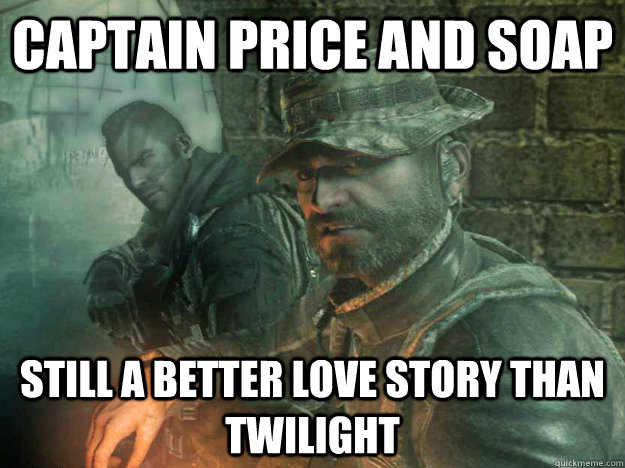 CAPTAIN PRICE AND SOAP
STILL A BETTER LOVE STORY THAN
TWILIGHT
quickmeme.com